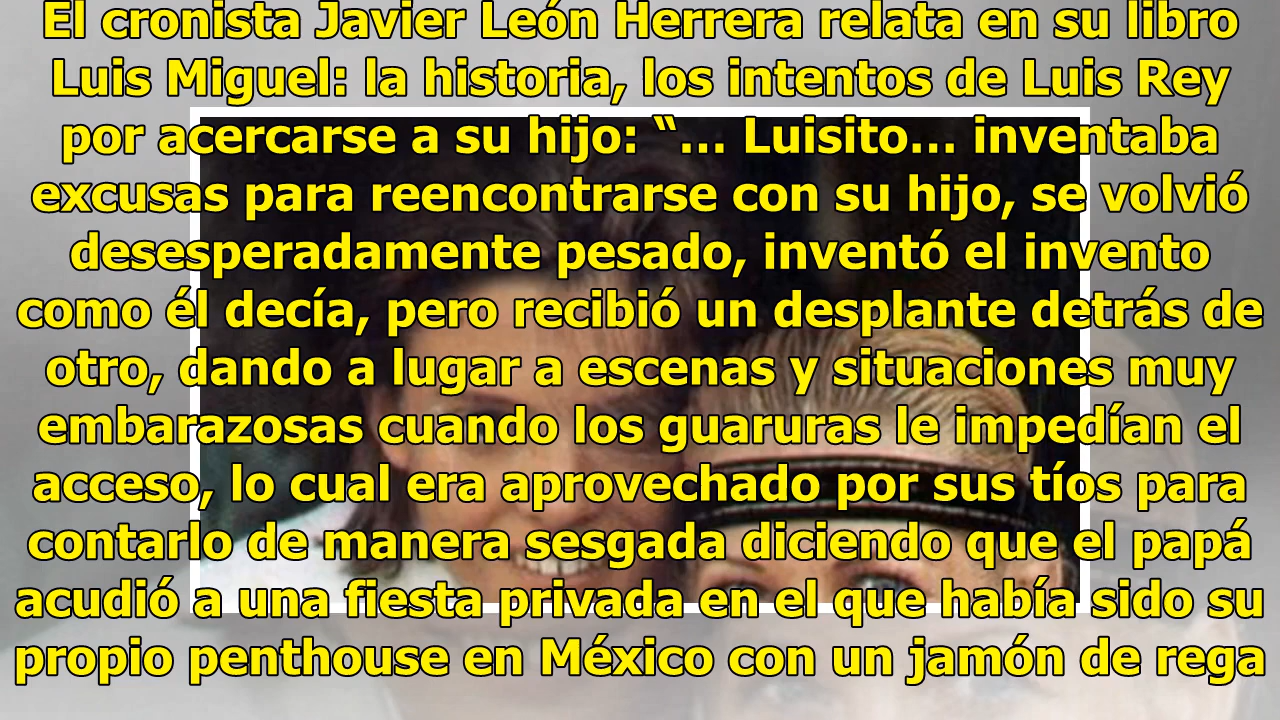 El cronista Javier León Herrera relata en su libro
Luis Miguel: la historia, los intentos de Luis Rey
por acercarse a su hijo: “... Luisito... inventaba
excusas para reencontrarse con su hijo, se volvió
desesperadamente pesado, inventó el invento
como él decía, pero recibió un desplante detrás de
otro, dando a lugar a escenas y situaciones muy
embarazosas cuando los guaruras le impedían el
acceso, lo cual era aprovechado por sus tíos para
contarlo de manera sesgada diciendo que el papá
acudió a una fiesta privada en el que había sido su
propio penthouse en México con un jamón de rega